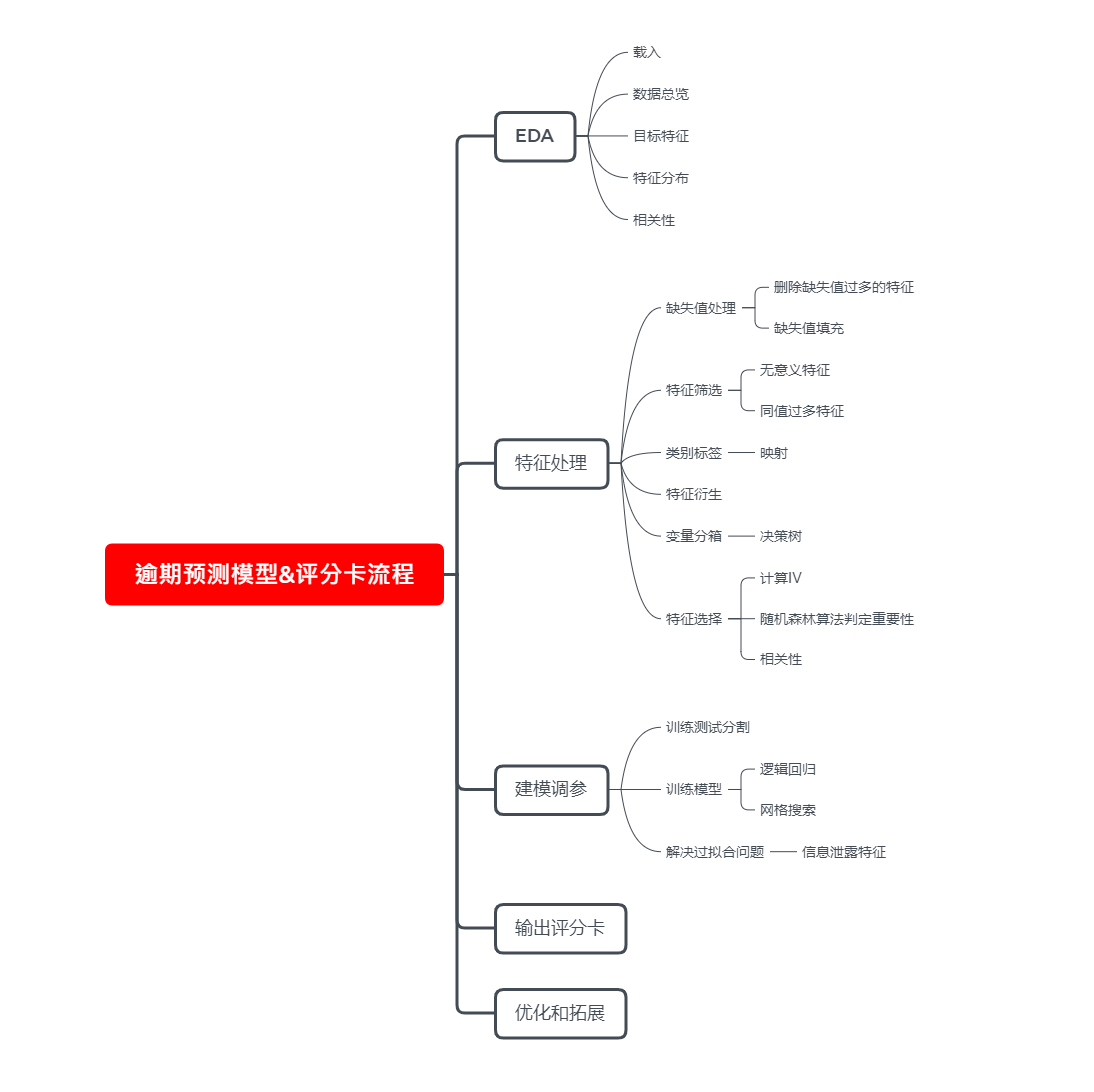 逾期预测模型&评分卡流程
EDA
载入
数据总览
目标特征
特征分布
相关性
特征处理
缺失值处理
删除缺失值过多的特征
缺失值填充
特征筛选
无意义特征
同值过多特征
类别标签
映射
特征衍生
变量分箱
决策树
特征选择
计算IV
随机森林算法判定重要性
相关性
建模调参
训练测试分割
训练模型
逻辑回归
网格搜索
解决过拟合问题
信息泄露特征
输出评分卡
优化和拓展